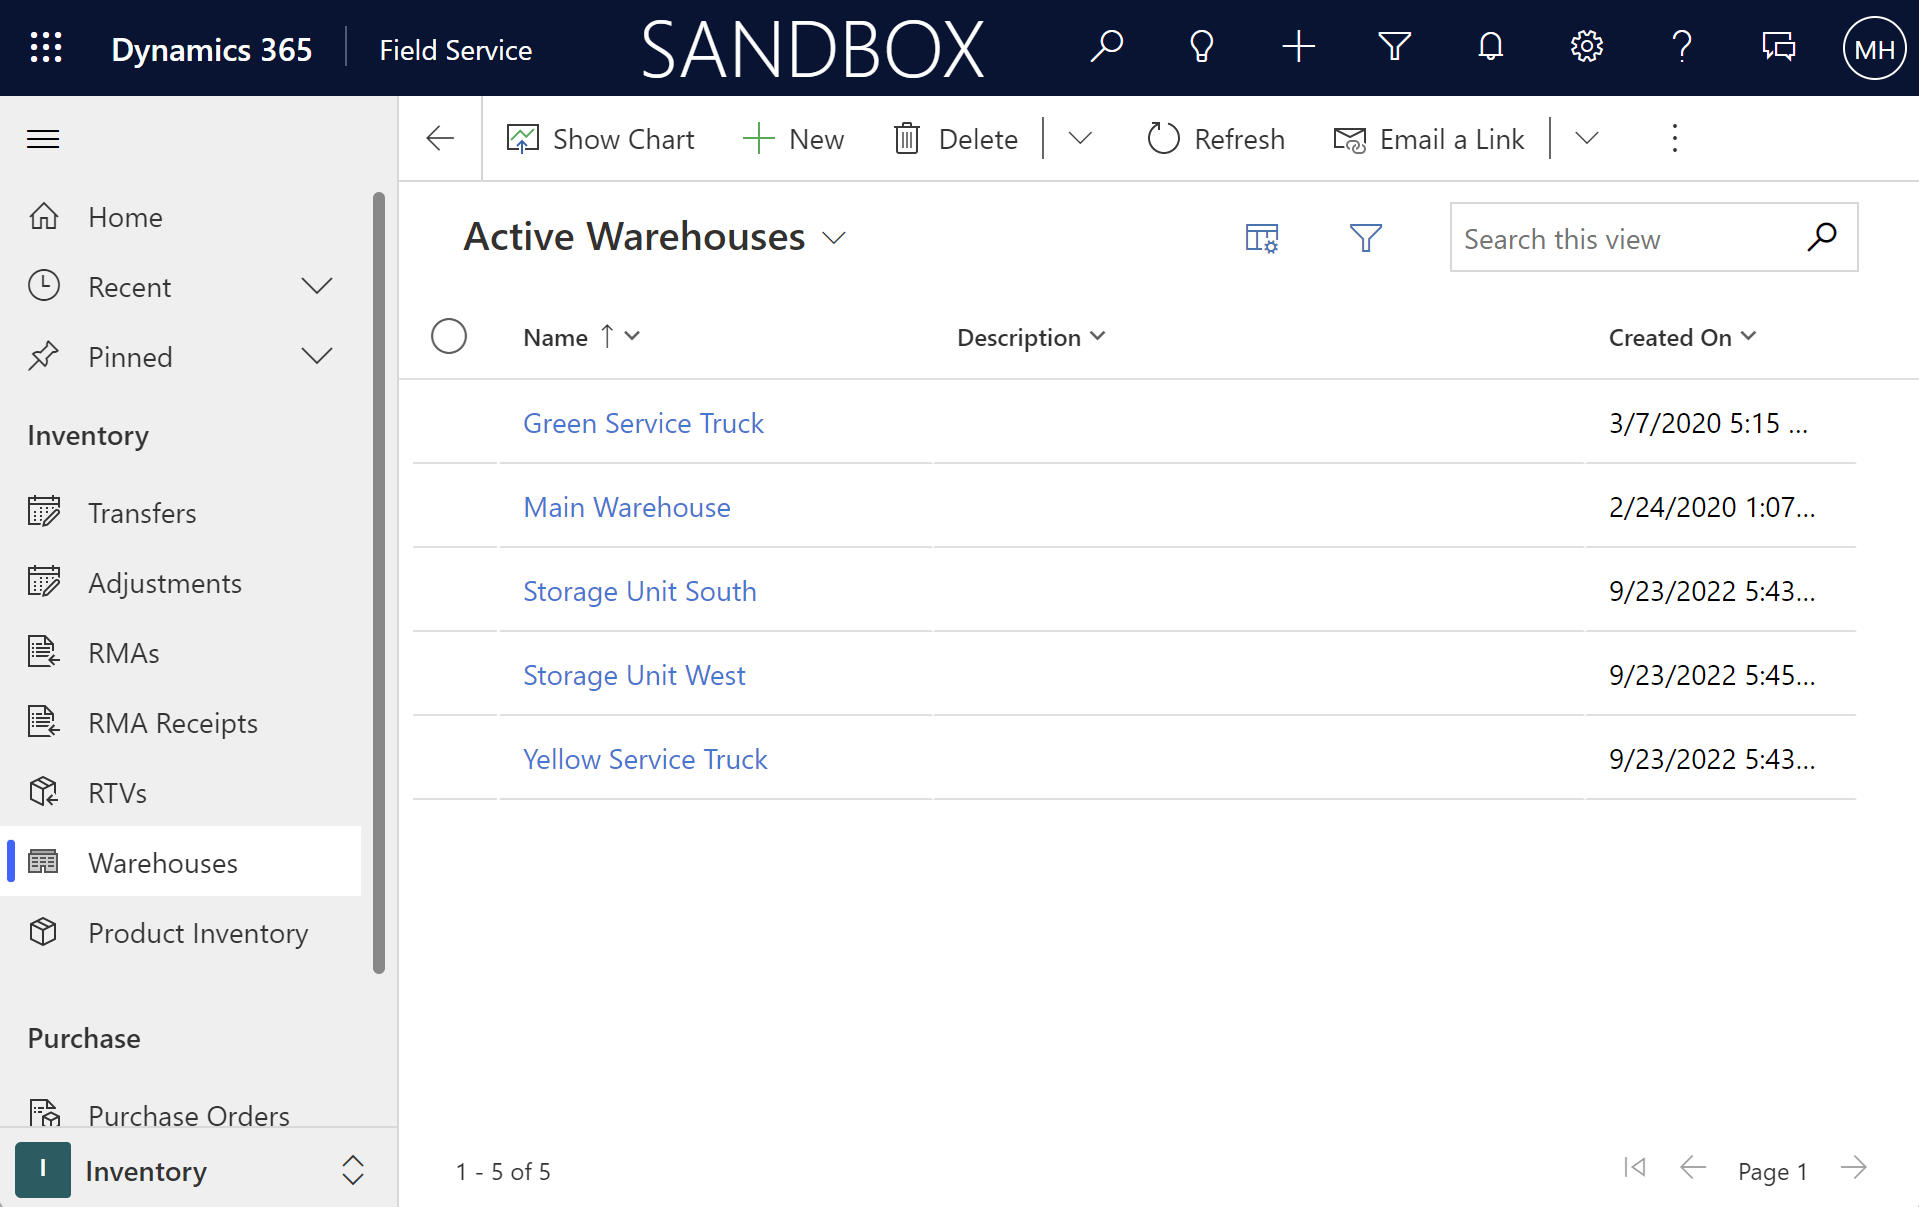 Dynamics 365 Field Service SANDBOX MH
Show Chart New Delete Refresh Email a Link
Home
Recent
Pinned
Inventory
Transfers
Adjustments
RMAs
RMA Receipts
RTVs
Warehouses
Product Inventory
Purchase
Purchase Orders
I Inventory
Active Warehouses Search this view
Name Description Created On
Green Service Truck 3/7/2020 5:15 ...
Main Warehouse 2/24/2020 1:07...
Storage Unit South 9/23/2022 5:43...
Storage Unit West 9/23/2022 5:45...
Yellow Service Truck 9/23/2022 5:43...
1 - 5 of 5 Page 1